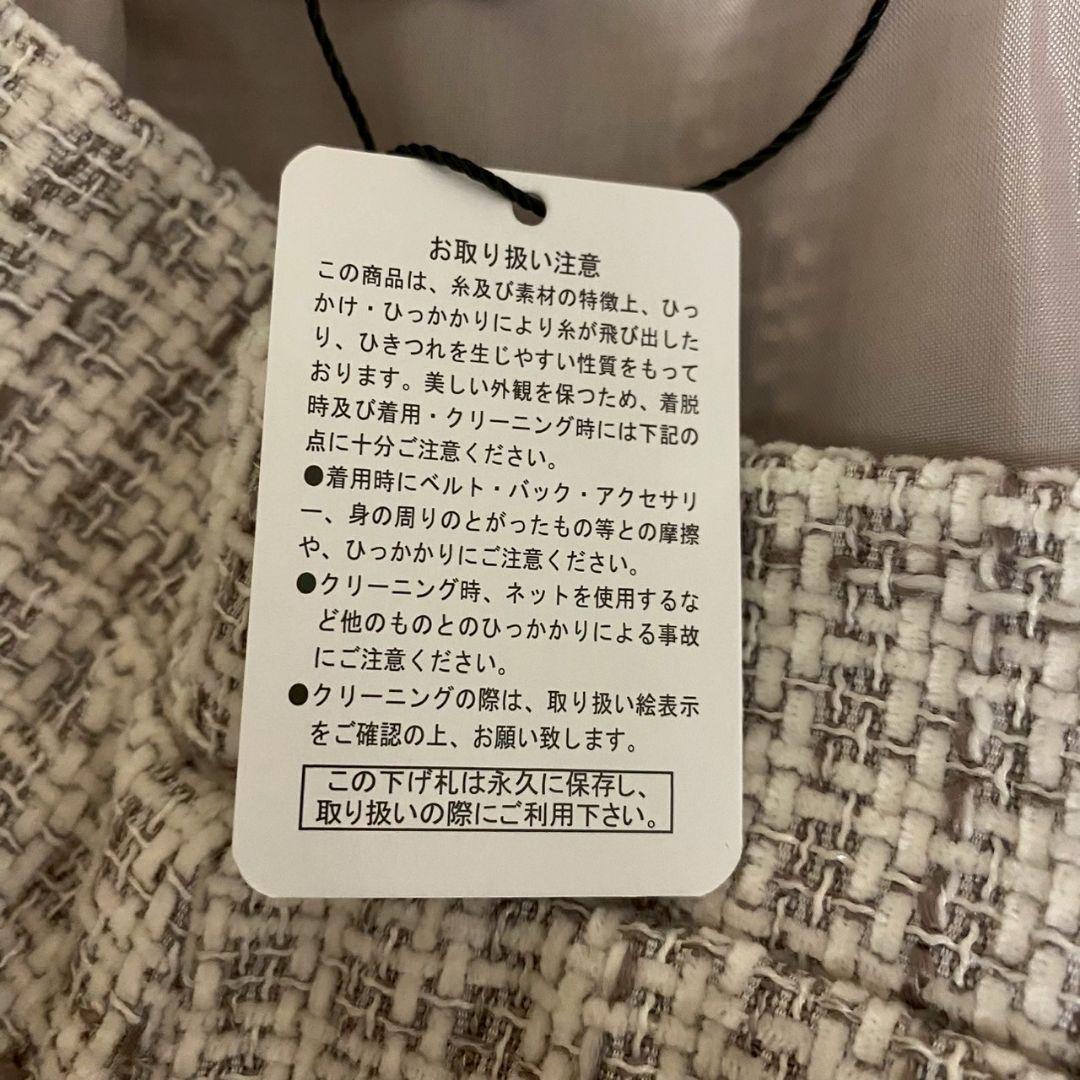 お取り扱い注意
この商品は、糸及び素材の特徴上、ひっ
かけ・ひっかかりにより糸が飛び出した
り、ひきつれを生じやすい性質をもって
おります。美しい外観を保つため、着脱
時及び着用・クリーニング時には下記の
点に十分ご注意ください。
●着用時にベルト・バック・アクセサリ
ー、身の周りのとがったもの等との摩擦
や、ひっかかりにご注意ください。
●クリーニング時、ネットを使用するな
ど他のものとのひっかかりによる事故
にご注意ください。
●クリーニングの際は、取り扱い絵表示
をご確認の上、お願い致します。
この下げ札は永久に保存し、
取り扱いの際にご利用下さい。